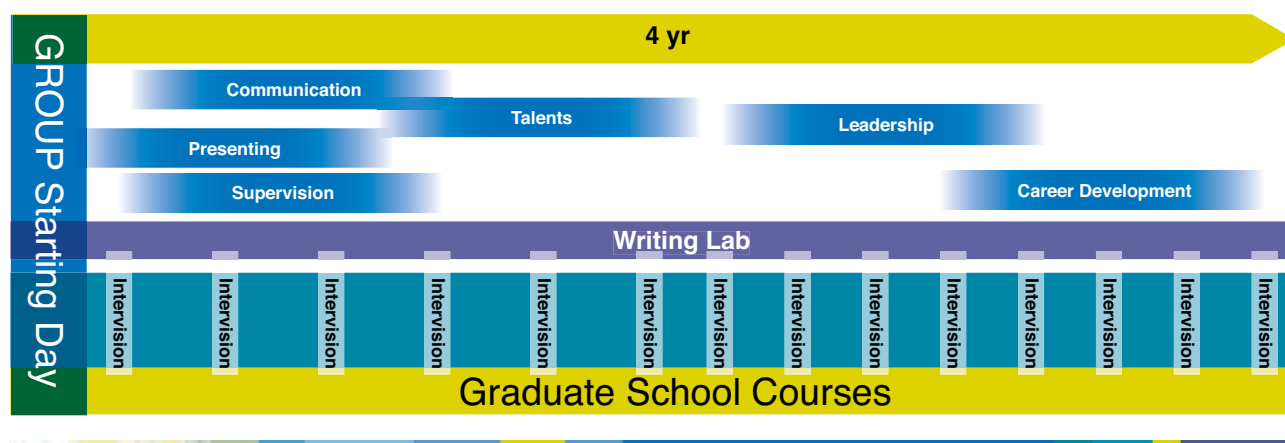 GROUP Starting Day
4 yr
Communication
Talents
Leadership
Presenting
Supervision
Career Development
Writing Lab
Intervision
Intervision
Intervision
Intervision
Intervision
Intervision
Intervision
Intervision
Intervision
Intervision
Intervision
Intervision
Intervision
Intervision
Graduate School Courses